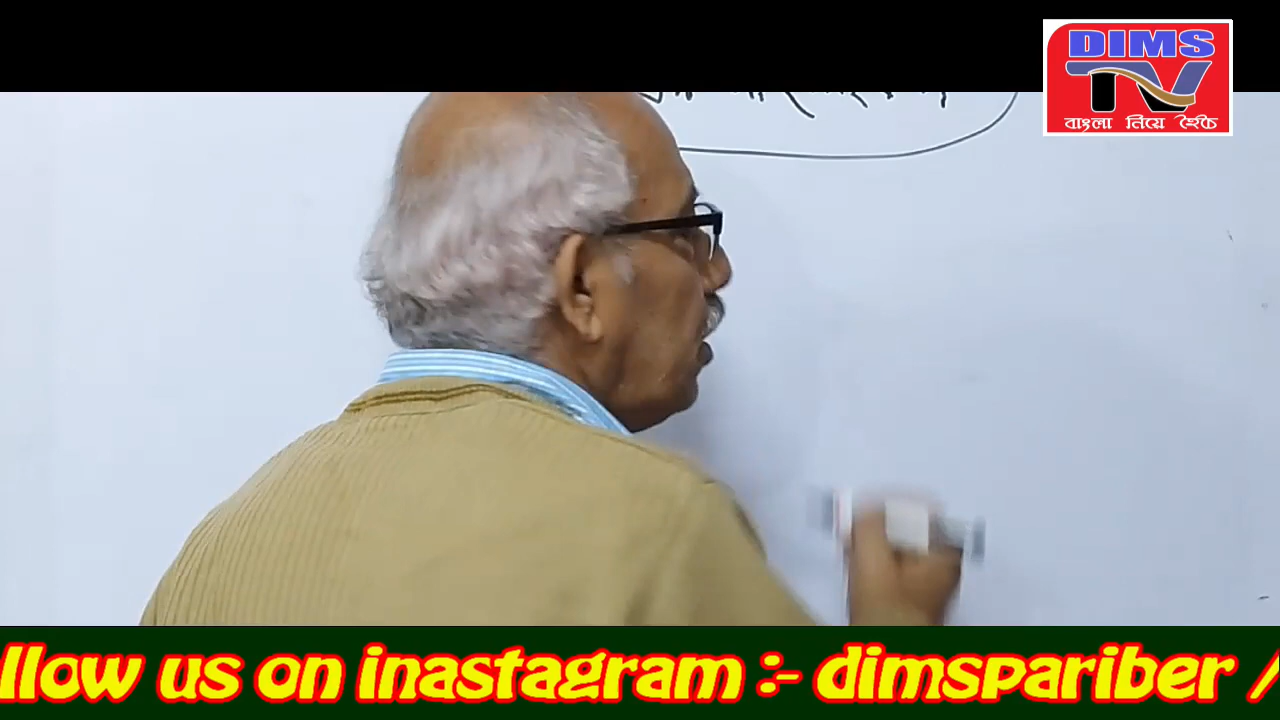 DIMS
TV
বাংলা নিয়ে হৈচৈ
llow us on inastagram :- dimspariber /